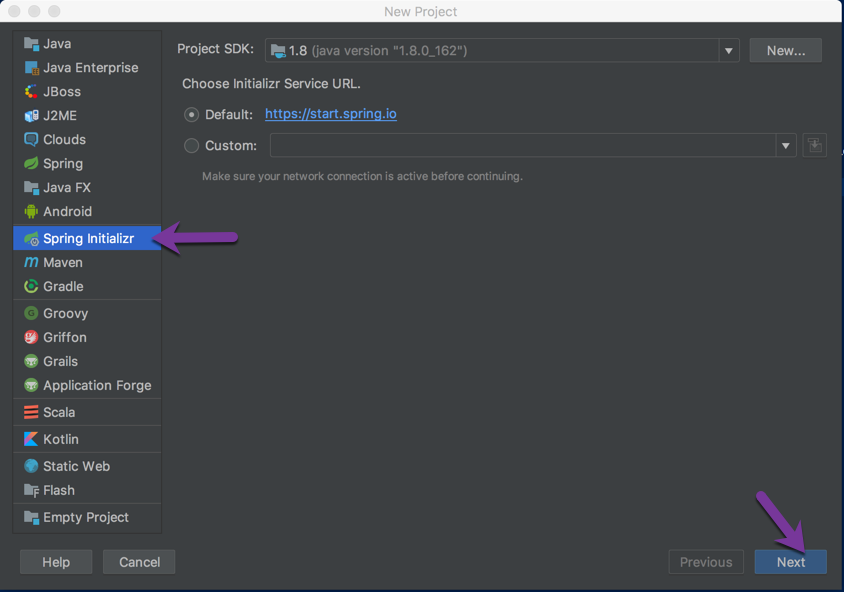 New Project
Java
Java Enterprise
JBoss
J2ME
Clouds
Spring
Java FX
Android
Spring Initializr
Maven
Gradle
Groovy
Griffon
Grails
Application Forge
Scala
Kotlin
Static Web
Flash
Empty Project
Project SDK: 1.8 (java version "1.8.0_162") New...
Choose Initializr Service URL.
Default: https://start.spring.io
Custom:
Make sure your network connection is active before continuing.
Help Cancel Previous Next